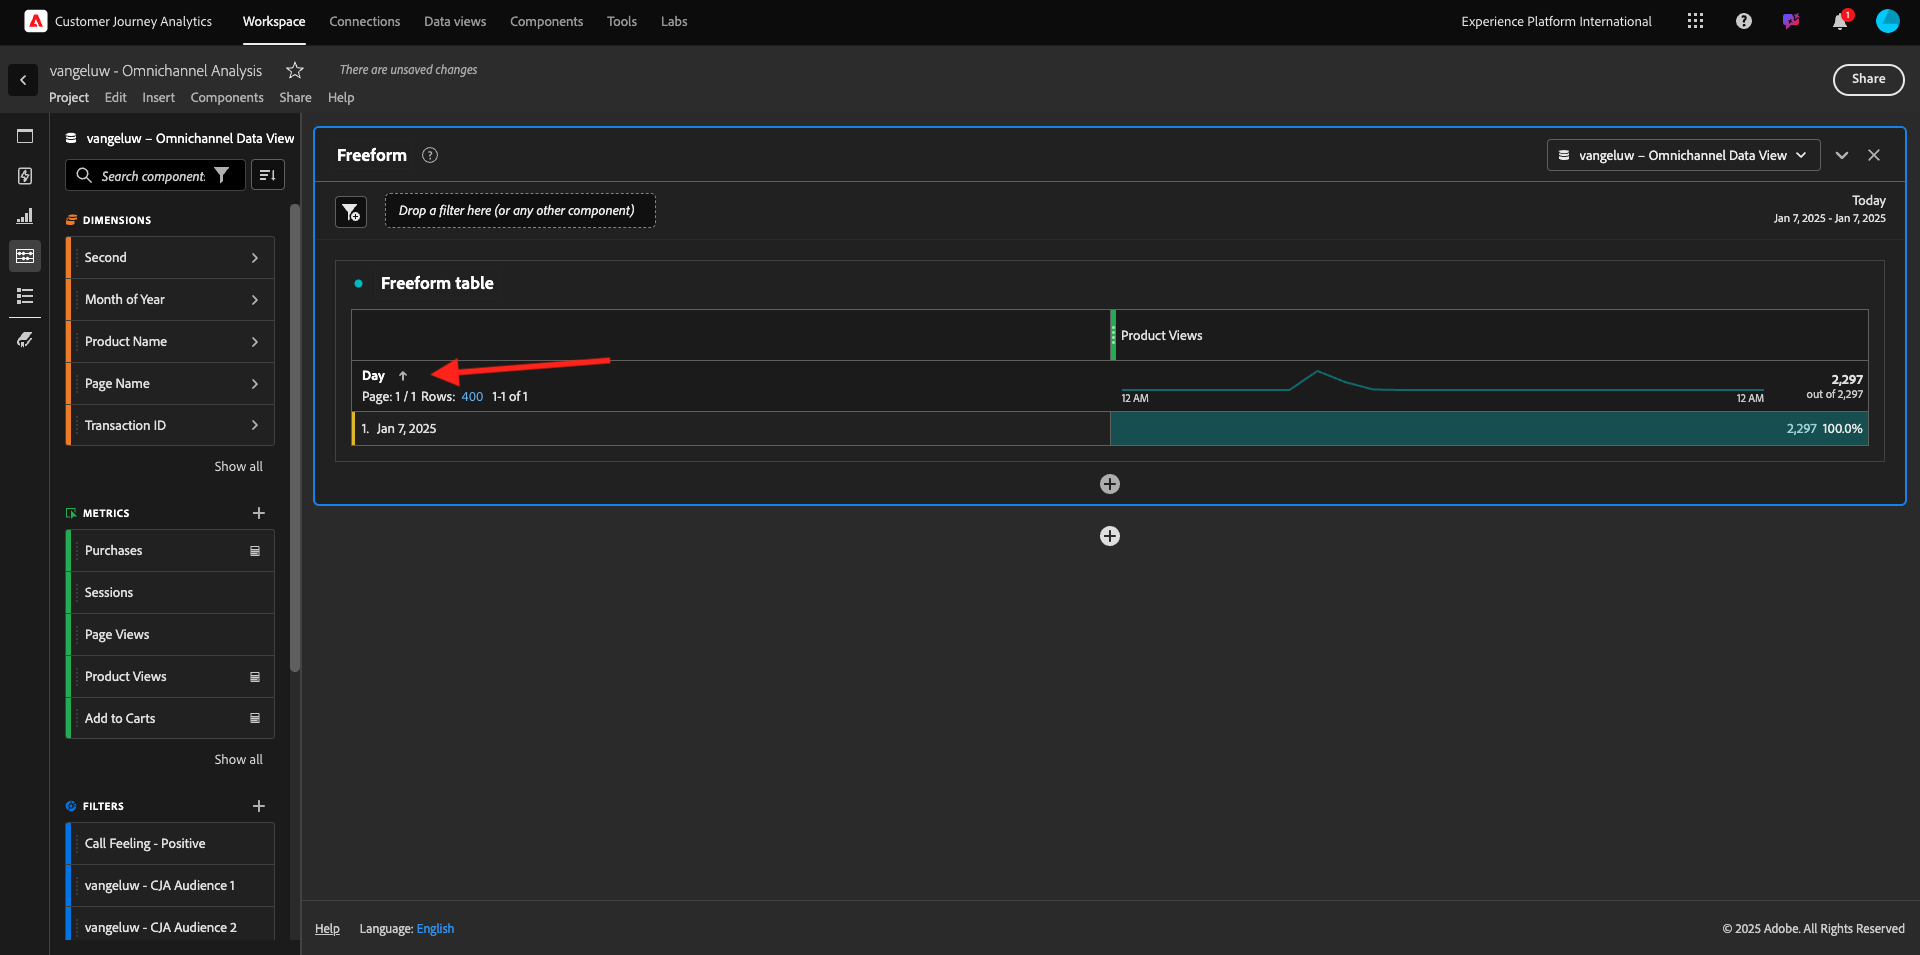 Customer Journey Analytics
Workspace
Connections
Data views
Components
Tools
Labs
Experience Platform International
1
vangeluw - Omnichannel Analysis
There are unsaved changes
Project
Edit
Insert
Components
Share
Help
Share
vangeluw – Omnichannel Data View
Search component
DIMENSIONS
Second
Month of Year
Product Name
Page Name
Transaction ID
Show all
METRICS
Purchases
Sessions
Page Views
Product Views
Add to Carts
Show all
FILTERS
Call Feeling - Positive
vangeluw - CJA Audience 1
vangeluw - CJA Audience 2
Freeform
vangeluw – Omnichannel Data View
Drop a filter here (or any other component)
Today
Jan 7, 2025 - Jan 7, 2025
Freeform table
Product Views
Day
Page: 1 / 1 Rows: 400 1-1 of 1
12 AM
12 AM
2,297
out of 2,297
1. Jan 7, 2025
2,297 100.0%
Help
Language: English
© 2025 Adobe. All Rights Reserved